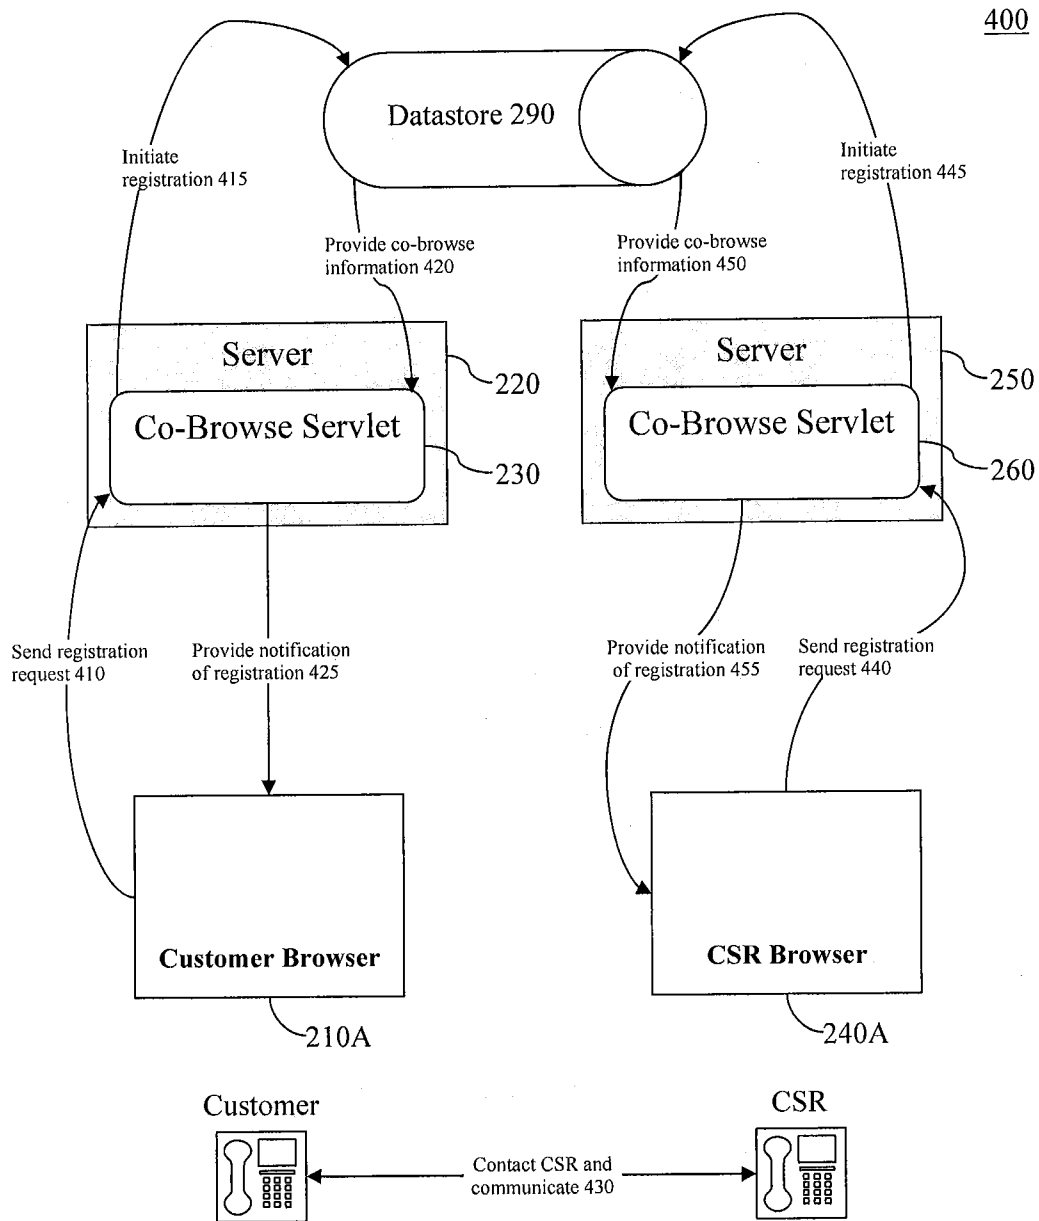 400
Datastore 290
Initiate
registration 415
Initiate
registration 445
Provide co-browse
information 420
Provide co-browse
information 450
Server
220
Co-Browse Servlet
230
Server
250
Co-Browse Servlet
260
Send registration
request 410
Provide notification
of registration 425
Provide notification
of registration 455
Send registration
request 440
Customer Browser
210A
CSR Browser
240A
Customer
CSR
Contact CSR and
communicate 430